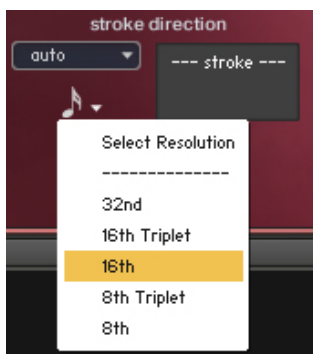 stroke direction
auto
--- stroke ---
Select Resolution
--------------
32nd
16th Triplet
16th
8th Triplet
8th